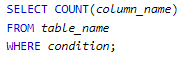 SELECT COUNT(column_name)
FROM table_name
WHERE condition;